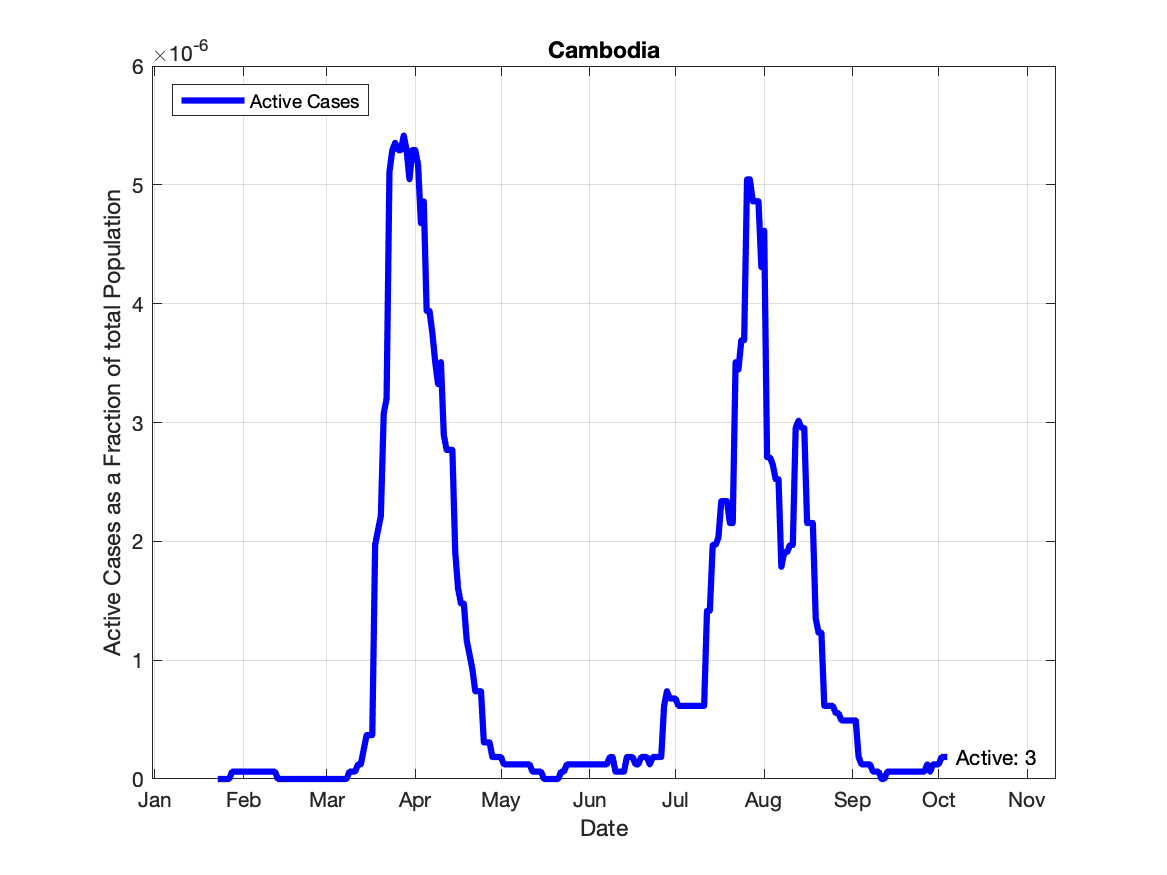 Cambodia
×10-6
Active Cases
6
5
4
3
2
1
0
Active Cases as a Fraction of total Population
Active: 3
Jan Feb Mar Apr May Jun Jul Aug Sep Oct Nov
Date